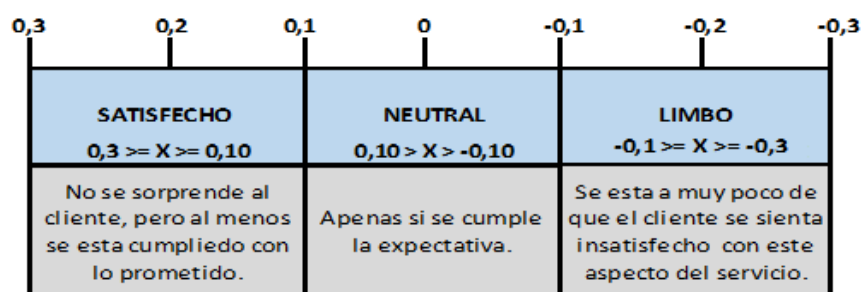 0,3 0,2 0,1 0 -0,1 -0,2 -0,3
SATISFECHO
0,3 >= X >= 0,10
NEUTRAL
0,10 > X > -0,10
LIMBO
-0,1 >= X >= -0,3
No se sorprende al
cliente, pero al menos
se esta cumpliedo con
lo prometido.
Apenas si se cumple
la expectativa.
Se esta a muy poco de
que el cliente se sienta
insatisfecho con este
aspecto del servicio.